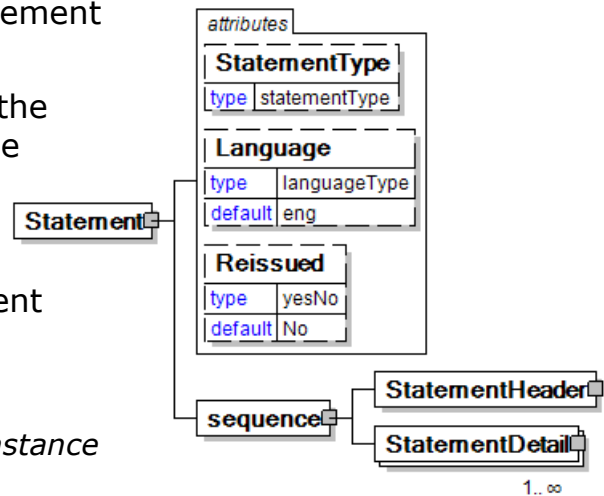 ement
the
e
ent
nstance
attributes
StatementType
type statementType
Language
type languageType
default eng
Reissued
type yesNo
default No
Statement
sequence
StatementHeader
StatementDetail
1.. ∞